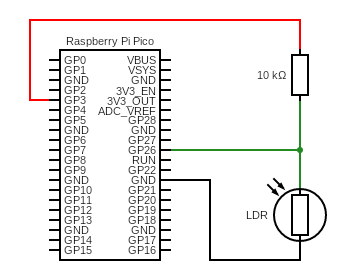 Raspberry Pi Pico
GP0 VBUS
GP1 VSYS
GND GND
GP2 3V3_EN
GP3 3V3_OUT
GP4 ADC_VREF
GP5 GP28
GND GND
GP6 GP27
GP7 GP26
GP8 RUN
GP9 GP22
GND GND
GP10 GP21
GP11 GP20
GP12 GP19
GP13 GP18
GND GND
GP14 GP17
GP15 GP16
10 kΩ
LDR